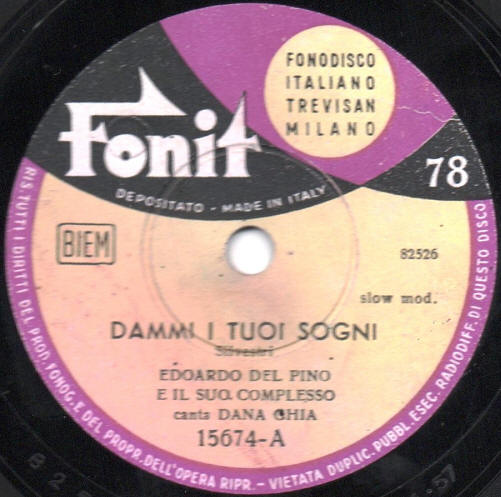 FONODISCO
ITALIANO
TREVISAN
MILANO
Fonit
78
DEPOSITATO - MADE IN ITALY
BIEM
82526
slow mod.
DAMMI I TUOI SOGNI
Silvestri
EDOARDO DEL PINO
E IL SUO COMPLESSO
canta DANA GHIA
15674-A
RIS. TUTTI I DIRITTI DEL PROD. FONOG. E DEL PROPR. DELL'OPERA RIPR. - VIETATA DUPLIC. PUBBL. ESEC. RADIODIFF. DI QUESTO DISCO